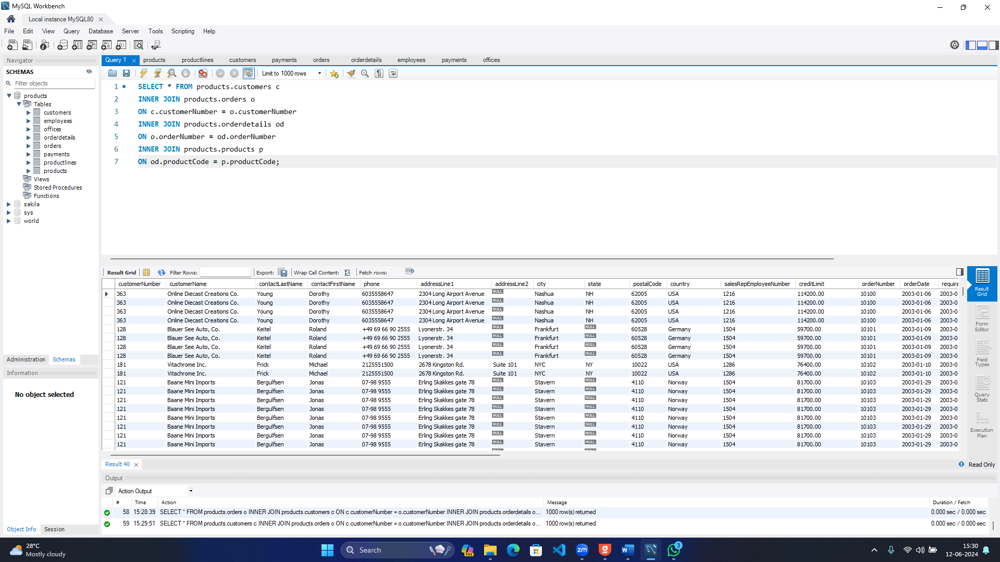 MySQL Workbench
Local instance MySQL80
File Edit View Query Database Server Tools Scripting Help
Navigator
SCHEMAS
Filter objects
products
Tables
customers
employees
offices
orderdetails
orders
payments
productlines
products
Views
Stored Procedures
Functions
sakila
sys
world
Administration Schemas
Information
No object selected
Object Info Session
Query 1 products productlines customers payments orders orderdetails employees payments offices
Limit to 1000 rows
1 SELECT * FROM products.customers c
2 INNER JOIN products.orders o
3 ON c.customerNumber = o.customerNumber
4 INNER JOIN products.orderdetails od
5 ON o.orderNumber = od.orderNumber
6 INNER JOIN products.products p
7 ON od.productCode = p.productCode;
Result Grid Filter Rows: Export: Wrap Cell Content: Fetch rows:
customerNumber customerName contactLastName contactFirstName phone addressLine1 addressLine2 city state postalCode country salesRepEmployeeNumber creditLimit orderNumber orderDate require
363 Online Diecast Creations Co. Young Dorothy 6035558647 2304 Long Airport Avenue NULL Nashua NH 62005 USA 1216 114200.00 10100 2003-01-06 2003-0
363 Online Diecast Creations Co. Young Dorothy 6035558647 2304 Long Airport Avenue NULL Nashua NH 62005 USA 1216 114200.00 10100 2003-01-06 2003-0
363 Online Diecast Creations Co. Young Dorothy 6035558647 2304 Long Airport Avenue NULL Nashua NH 62005 USA 1216 114200.00 10100 2003-01-06 2003-0
363 Online Diecast Creations Co. Young Dorothy 6035558647 2304 Long Airport Avenue NULL Nashua NH 62005 USA 1216 114200.00 10100 2003-01-06 2003-0
128 Blauer See Auto, Co. Keitel Roland +49 69 66 90 2555 Lyonerstr. 34 NULL Frankfurt NULL 60528 Germany 1504 59700.00 10101 2003-01-09 2003-0
128 Blauer See Auto, Co. Keitel Roland +49 69 66 90 2555 Lyonerstr. 34 NULL Frankfurt NULL 60528 Germany 1504 59700.00 10101 2003-01-09 2003-0
128 Blauer See Auto, Co. Keitel Roland +49 69 66 90 2555 Lyonerstr. 34 NULL Frankfurt NULL 60528 Germany 1504 59700.00 10101 2003-01-09 2003-0
128 Blauer See Auto, Co. Keitel Roland +49 69 66 90 2555 Lyonerstr. 34 NULL Frankfurt NULL 60528 Germany 1504 59700.00 10101 2003-01-09 2003-0
181 Vitachrome Inc. Frick Michael 2125551500 2678 Kingston Rd. Suite 101 NYC NY 10022 USA 1286 76400.00 10102 2003-01-10 2003-0
181 Vitachrome Inc. Frick Michael 2125551500 2678 Kingston Rd. Suite 101 NYC NY 10022 USA 1286 76400.00 10102 2003-01-10 2003-0
121 Baane Mini Imports Bergulfsen Jonas 07-98 9555 Erling Skakkes gate 78 NULL Stavern NULL 4110 Norway 1504 81700.00 10103 2003-01-29 2003-0
121 Baane Mini Imports Bergulfsen Jonas 07-98 9555 Erling Skakkes gate 78 NULL Stavern NULL 4110 Norway 1504 81700.00 10103 2003-01-29 2003-0
121 Baane Mini Imports Bergulfsen Jonas 07-98 9555 Erling Skakkes gate 78 NULL Stavern NULL 4110 Norway 1504 81700.00 10103 2003-01-29 2003-0
121 Baane Mini Imports Bergulfsen Jonas 07-98 9555 Erling Skakkes gate 78 NULL Stavern NULL 4110 Norway 1504 81700.00 10103 2003-01-29 2003-0
121 Baane Mini Imports Bergulfsen Jonas 07-98 9555 Erling Skakkes gate 78 NULL Stavern NULL 4110 Norway 1504 81700.00 10103 2003-01-29 2003-0
121 Baane Mini Imports Bergulfsen Jonas 07-98 9555 Erling Skakkes gate 78 NULL Stavern NULL 4110 Norway 1504 81700.00 10103 2003-01-29 2003-0
121 Baane Mini Imports Bergulfsen Jonas 07-98 9555 Erling Skakkes gate 78 NULL Stavern NULL 4110 Norway 1504 81700.00 10103 2003-01-29 2003-0
121 Baane Mini Imports Bergulfsen Jonas 07-98 9555 Erling Skakkes gate 78 NULL Stavern NULL 4110 Norway 1504 81700.00 10103 2003-01-29 2003-0
Result Grid
Form Editor
Field Types
Query Stats
Execution Plan
Result 40
Read Only
Output
Action Output
# Time Action Message Duration / Fetch
58 15:28:39 SELECT * FROM products.orders o INNER JOIN products.customers c ON c.customerNumber = o.customerNumber INNER JOIN products.orderdetails o... 1000 row(s) returned 0.000 sec / 0.000 sec
59 15:29:51 SELECT * FROM products.customers c INNER JOIN products.orders o ON c.customerNumber = o.customerNumber INNER JOIN products.orderdetails o... 1000 row(s) returned 0.000 sec / 0.000 sec
28°C
Mostly cloudy
Search
PRE
zm
W
3
15:30
12-06-2024